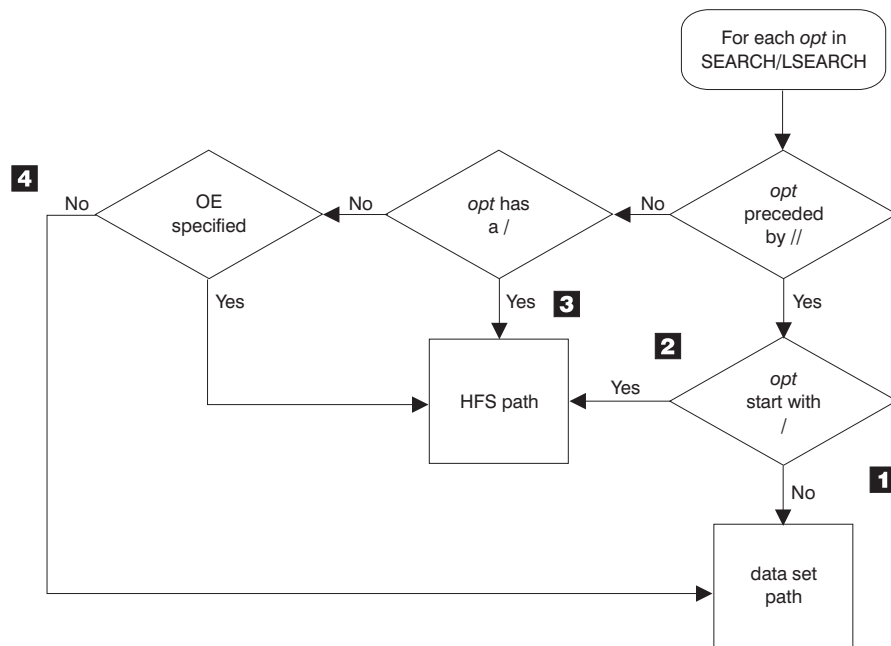 For each opt in
SEARCH/LSEARCH
4
No
OE
specified
No
opt has
a /
No
opt
preceded
by //
Yes
Yes
3
Yes
2
HFS path
Yes
opt
start with
/
1
No
data set
path